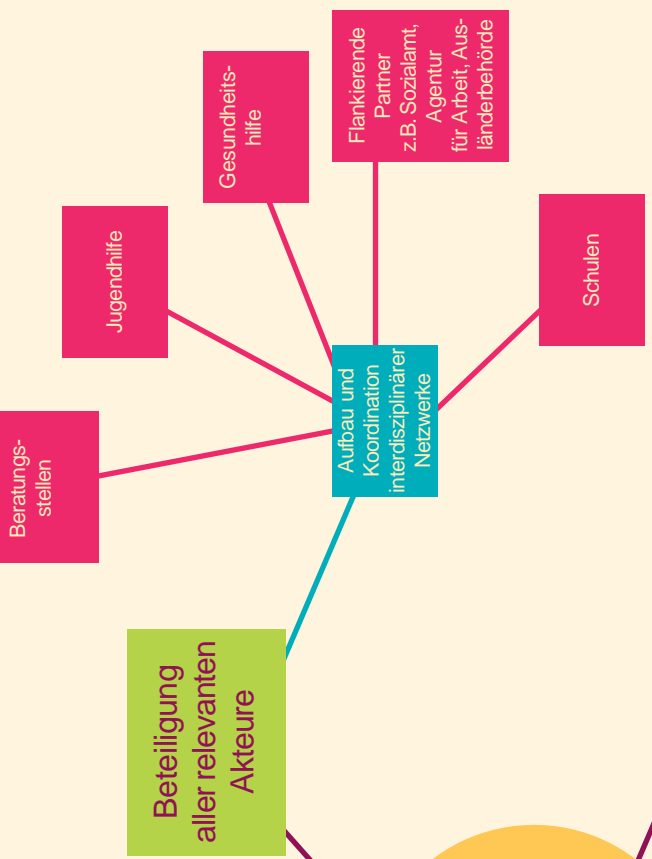 Beteiligung
aller relevanten
Akteure
Beratungs-
stellen
Jugendhilfe
Gesundheits-
hilfe
Aufbau und
Koordination
interdisziplinärer
Netzwerke
Flankierende
Partner
z.B. Sozialamt,
Agentur
für Arbeit, Aus-
länderbehörde
Schulen